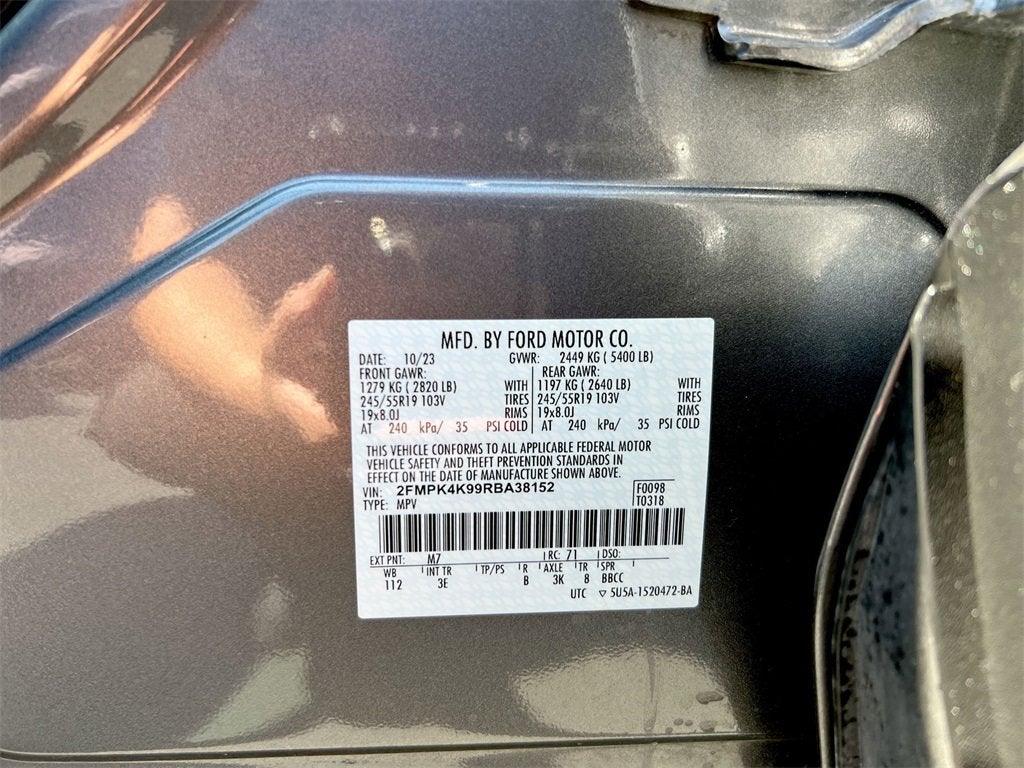 MFD. BY FORD MOTOR CO.
DATE: 10/23 GVWR: 2449 KG ( 5400 LB)
FRONT GAWR: REAR GAWR:
1279 KG ( 2820 LB) WITH 1197 KG ( 2640 LB) WITH
245/55R19 103V TIRES 245/55R19 103V TIRES
19x8.0J RIMS 19x8.0J RIMS
AT 240 kPa/ 35 PSI COLD AT 240 kPa/ 35 PSI COLD
THIS VEHICLE CONFORMS TO ALL APPLICABLE FEDERAL MOTOR
VEHICLE SAFETY AND THEFT PREVENTION STANDARDS IN
EFFECT ON THE DATE OF MANUFACTURE SHOWN ABOVE.
VIN: 2FMPK4K99RBA38152 F0098
TYPE: MPV T0318
EXT PNT: M7 RC: 71 DSO:
WB INT TR TP/PS R AXLE TR SPR
112 3E B 3K 8 BBCC
UTC ▽ 5U5A-1520472-BA